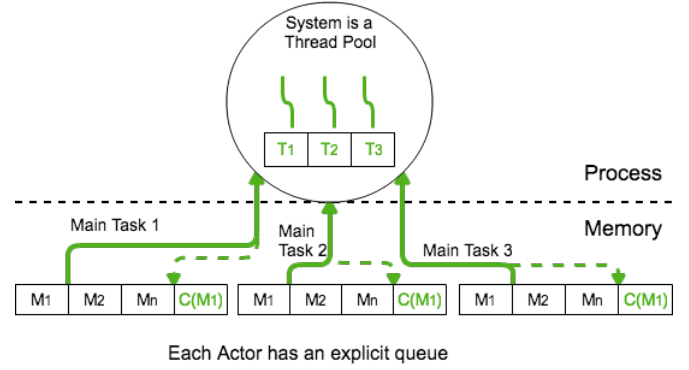 System is a
Thread Pool
T1 T2 T3
Process
Memory
Main Task 1
Main
Task 2
Main Task 3
M1 M2 Mn C(M1) M1 M2 Mn C(M1) M1 M2 Mn C(M1)
Each Actor has an explicit queue